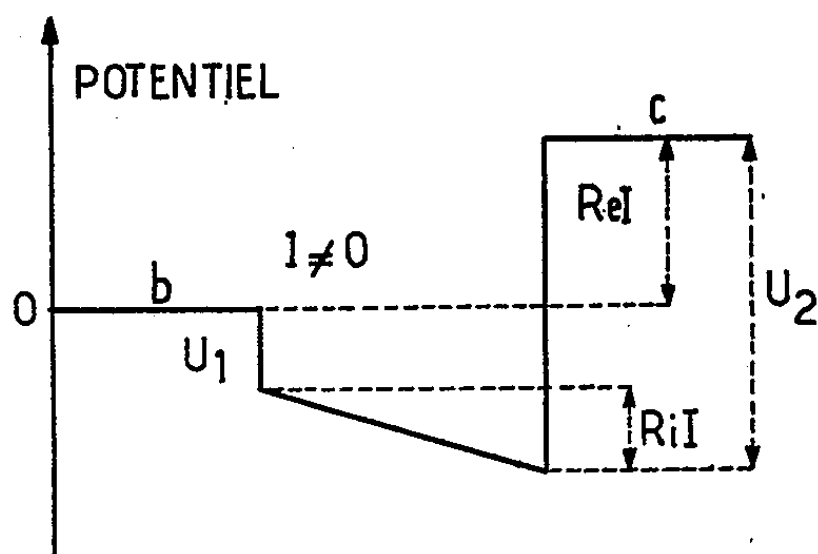 POTENTIEL
c
ReI
I ≠ 0
b
0
U2
U1
RiI